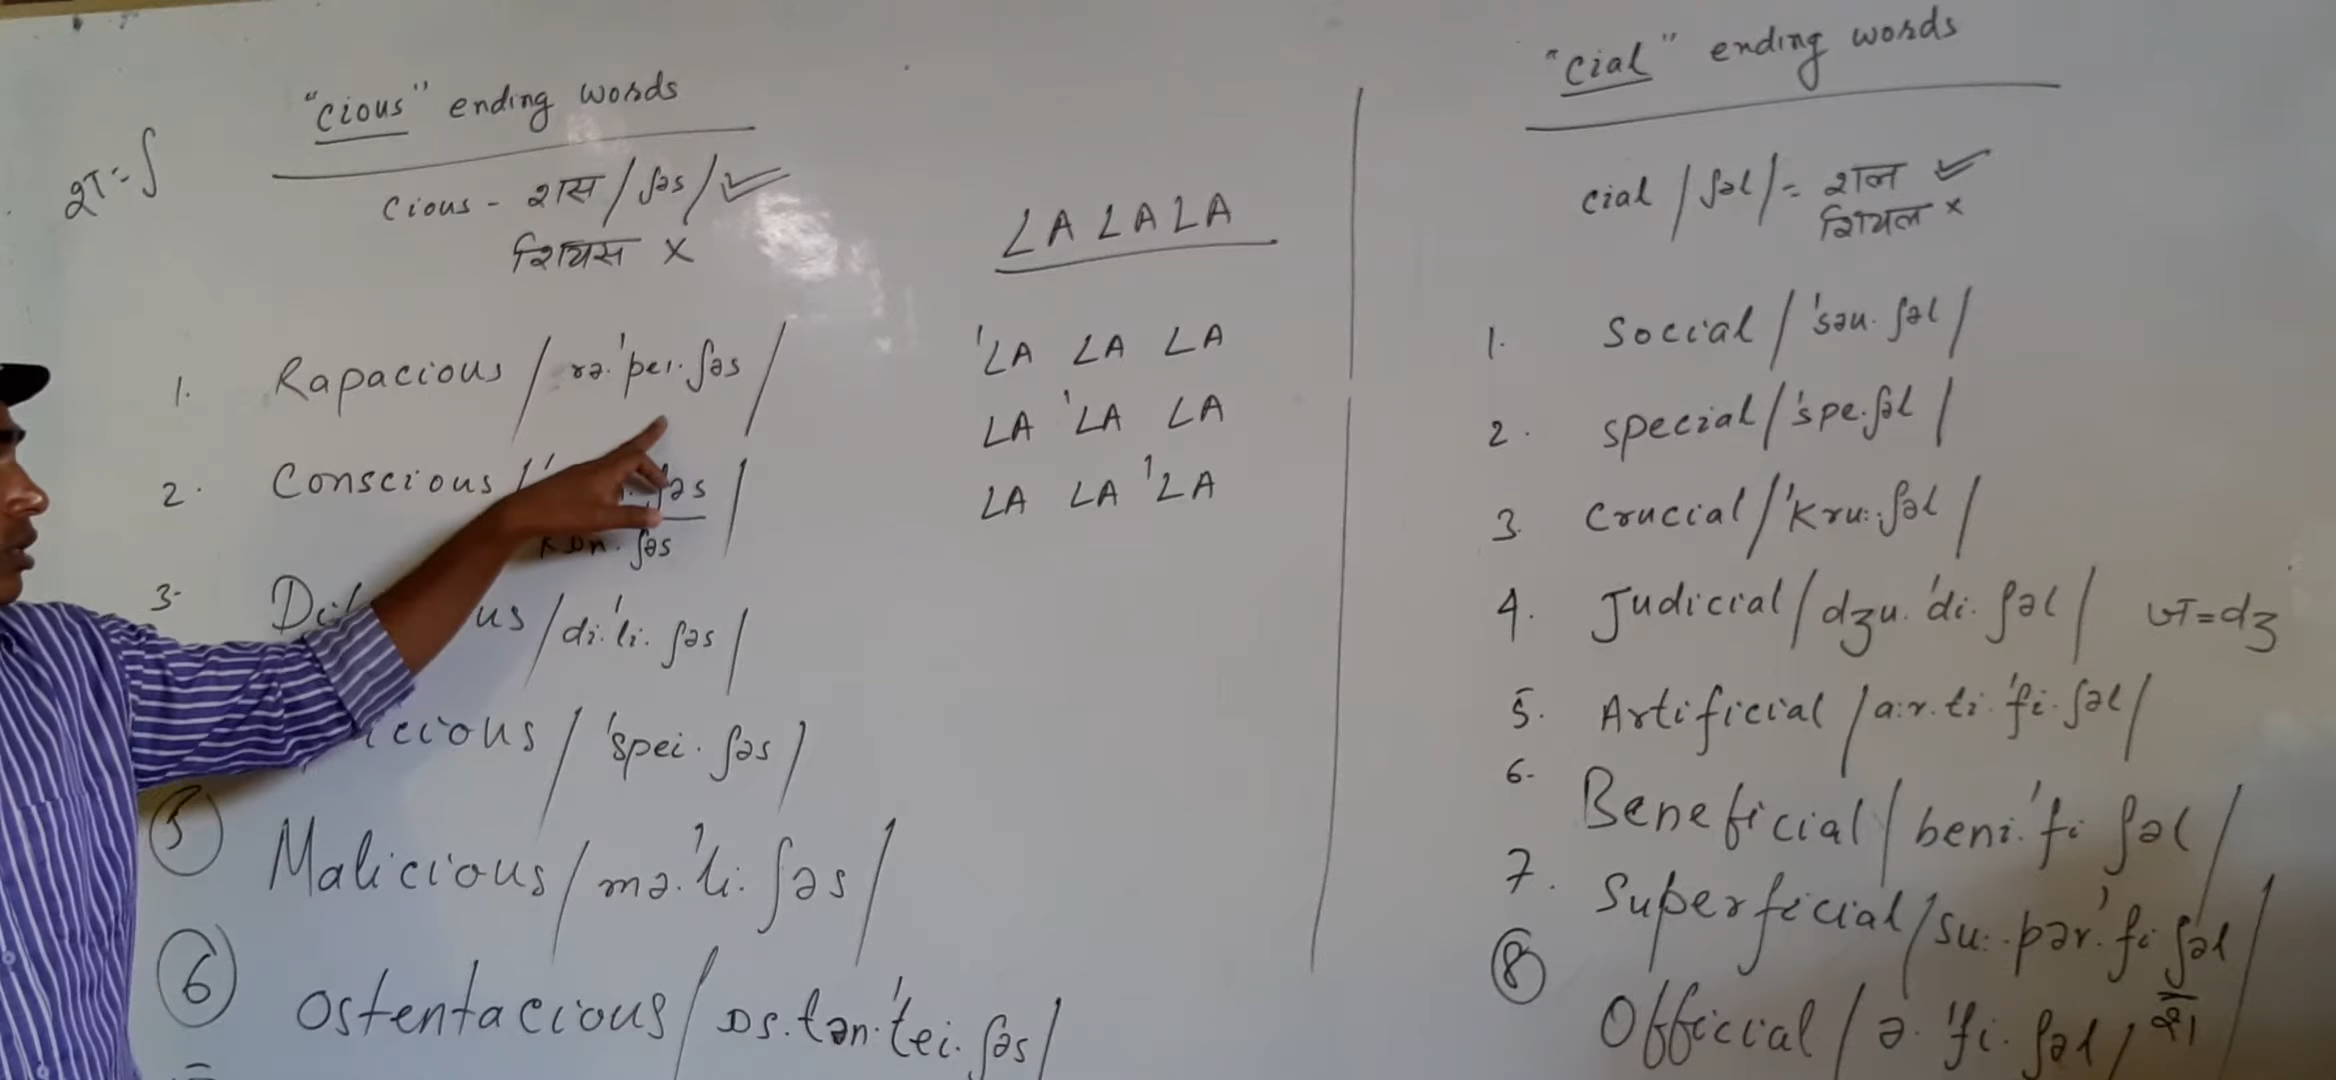 श = ʃ
"cious" ending words
cious - शस /ʃəs/ ✓
शियस ×
1. Rapacious /rə.'pei.ʃəs/
2. Conscious /' ʃəs/
kɒn.ʃəs
3. us /di.'li.ʃəs/
cious /'spei.ʃəs/
5 Malicious /mə.'li.ʃəs/
6 Ostentacious /ɒs.tən.'tei.ʃəs/
LA LA LA
'LA LA LA
LA 'LA LA
LA LA 'LA
"cial" ending words
cial /ʃəl/ = शल ✓
शियल ×
1. Social /'səu.ʃəl/
2. special /'spe.ʃəl/
3. Crucial /'kru:.ʃəl/
4. Judicial /dʒu.'di.ʃəl/ ज=dʒ
5. Artificial /a:r.ti.'fi.ʃəl/
6. Beneficial /beni.'fi ʃəl/
7. Superficial /su:.pər.'fi ʃəl/
श
8 Official /ə.'fi.ʃəl/